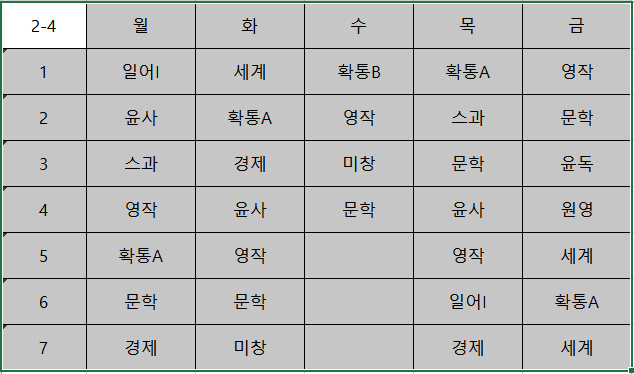 2-4 월 화 수 목 금
1 일어I 세계 확통B 확통A 영작
2 윤사 확통A 영작 스과 문학
3 스과 경제 미창 문학 윤독
4 영작 윤사 문학 윤사 원영
5 확통A 영작 영작 세계
6 문학 문학 일어I 확통A
7 경제 미창 경제 세계